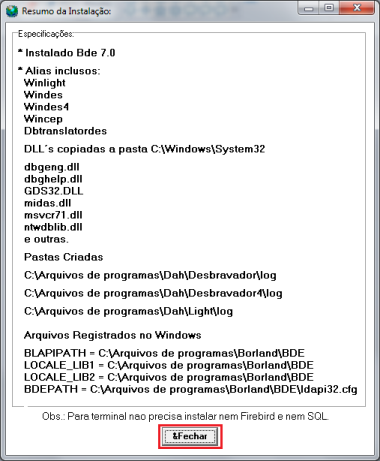 Resumo da Instalação:
Especificações:
* Instalado Bde 7.0
* Alias inclusos:
Winlight
Windes
Windes4
Wincep
Dbtranslatordes
DLL´s copiadas a pasta C:\Windows\System32
dbgeng.dll
dbghelp.dll
GDS32.DLL
midas.dll
msvcr71.dll
ntwdblib.dll
e outras.
Pastas Criadas
C:\Arquivos de programas\Dah\Desbravador\log
C:\Arquivos de programas\Dah\Desbravador4\log
C:\Arquivos de programas\Dah\Light\log
Arquivos Registrados no Windows
BLAPIPATH = C:\Arquivos de programas\Borland\BDE
LOCALE_LIB1 = C:\Arquivos de programas\Borland\BDE
LOCALE_LIB2 = C:\Arquivos de programas\Borland\BDE
BDEPATH = C:\Arquivos de programas\Borland\BDE\Idapi32.cfg
Obs.: Para terminal nao precisa instalar nem Firebird e nem SQL.
&Fechar